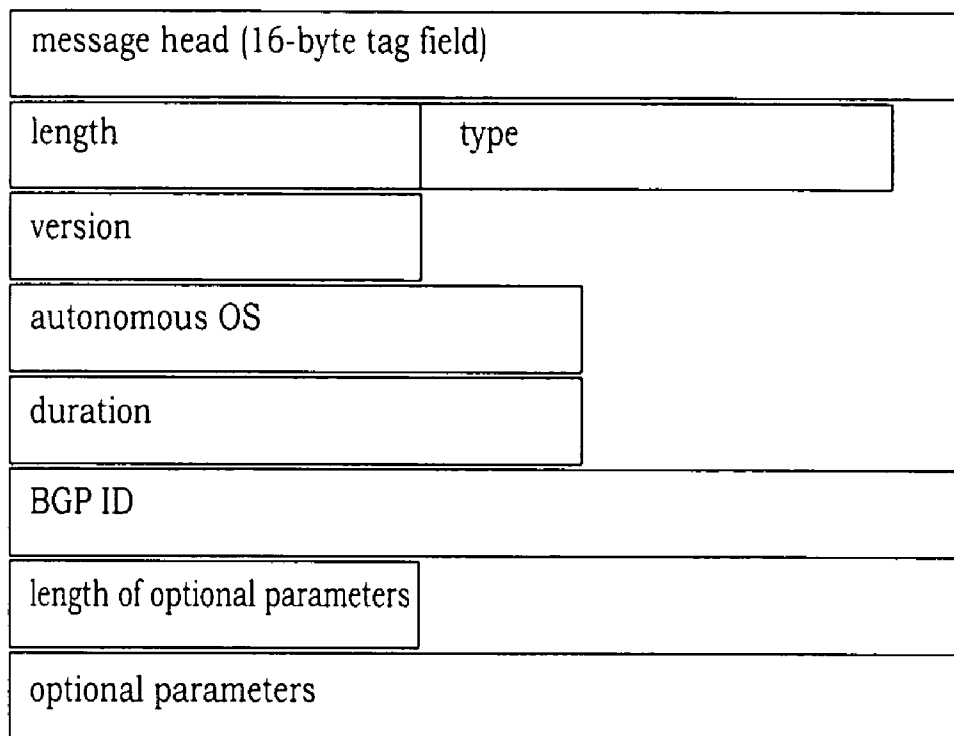 message head (16-byte tag field)
length type
version
autonomous OS
duration
BGP ID
length of optional parameters
optional parameters